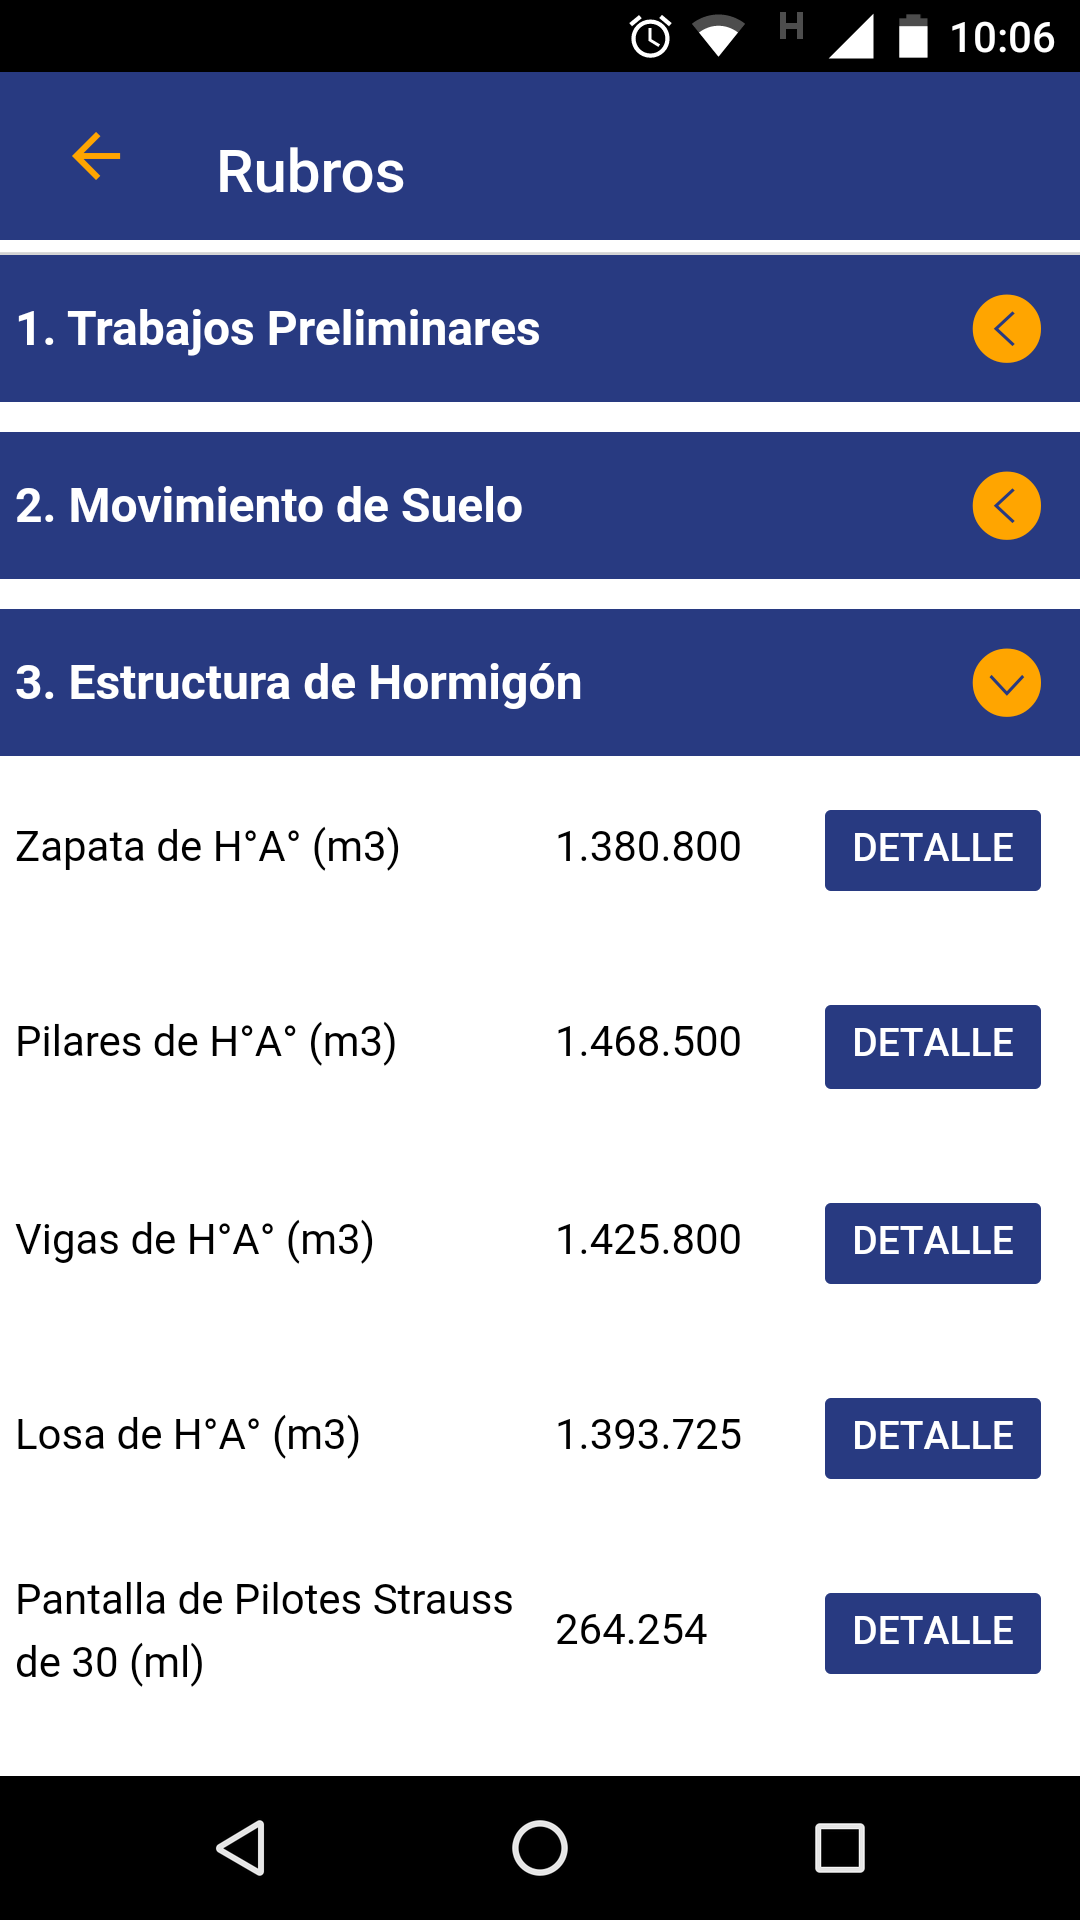 H 10:06
Rubros
1. Trabajos Preliminares
2. Movimiento de Suelo
3. Estructura de Hormigón
Zapata de H°A° (m3) 1.380.800 DETALLE
Pilares de H°A° (m3) 1.468.500 DETALLE
Vigas de H°A° (m3) 1.425.800 DETALLE
Losa de H°A° (m3) 1.393.725 DETALLE
Pantalla de Pilotes Strauss
de 30 (ml) 264.254 DETALLE